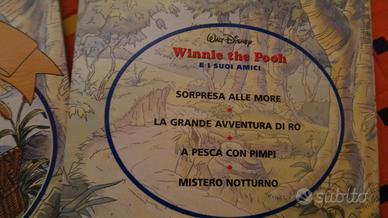 WALT DISNEY
Winnie the Pooh
E I SUOI AMICI
SORPRESA ALLE MORE
LA GRANDE AVVENTURA DI RO
A PESCA CON PIMPI
MISTERO NOTTURNO
subito